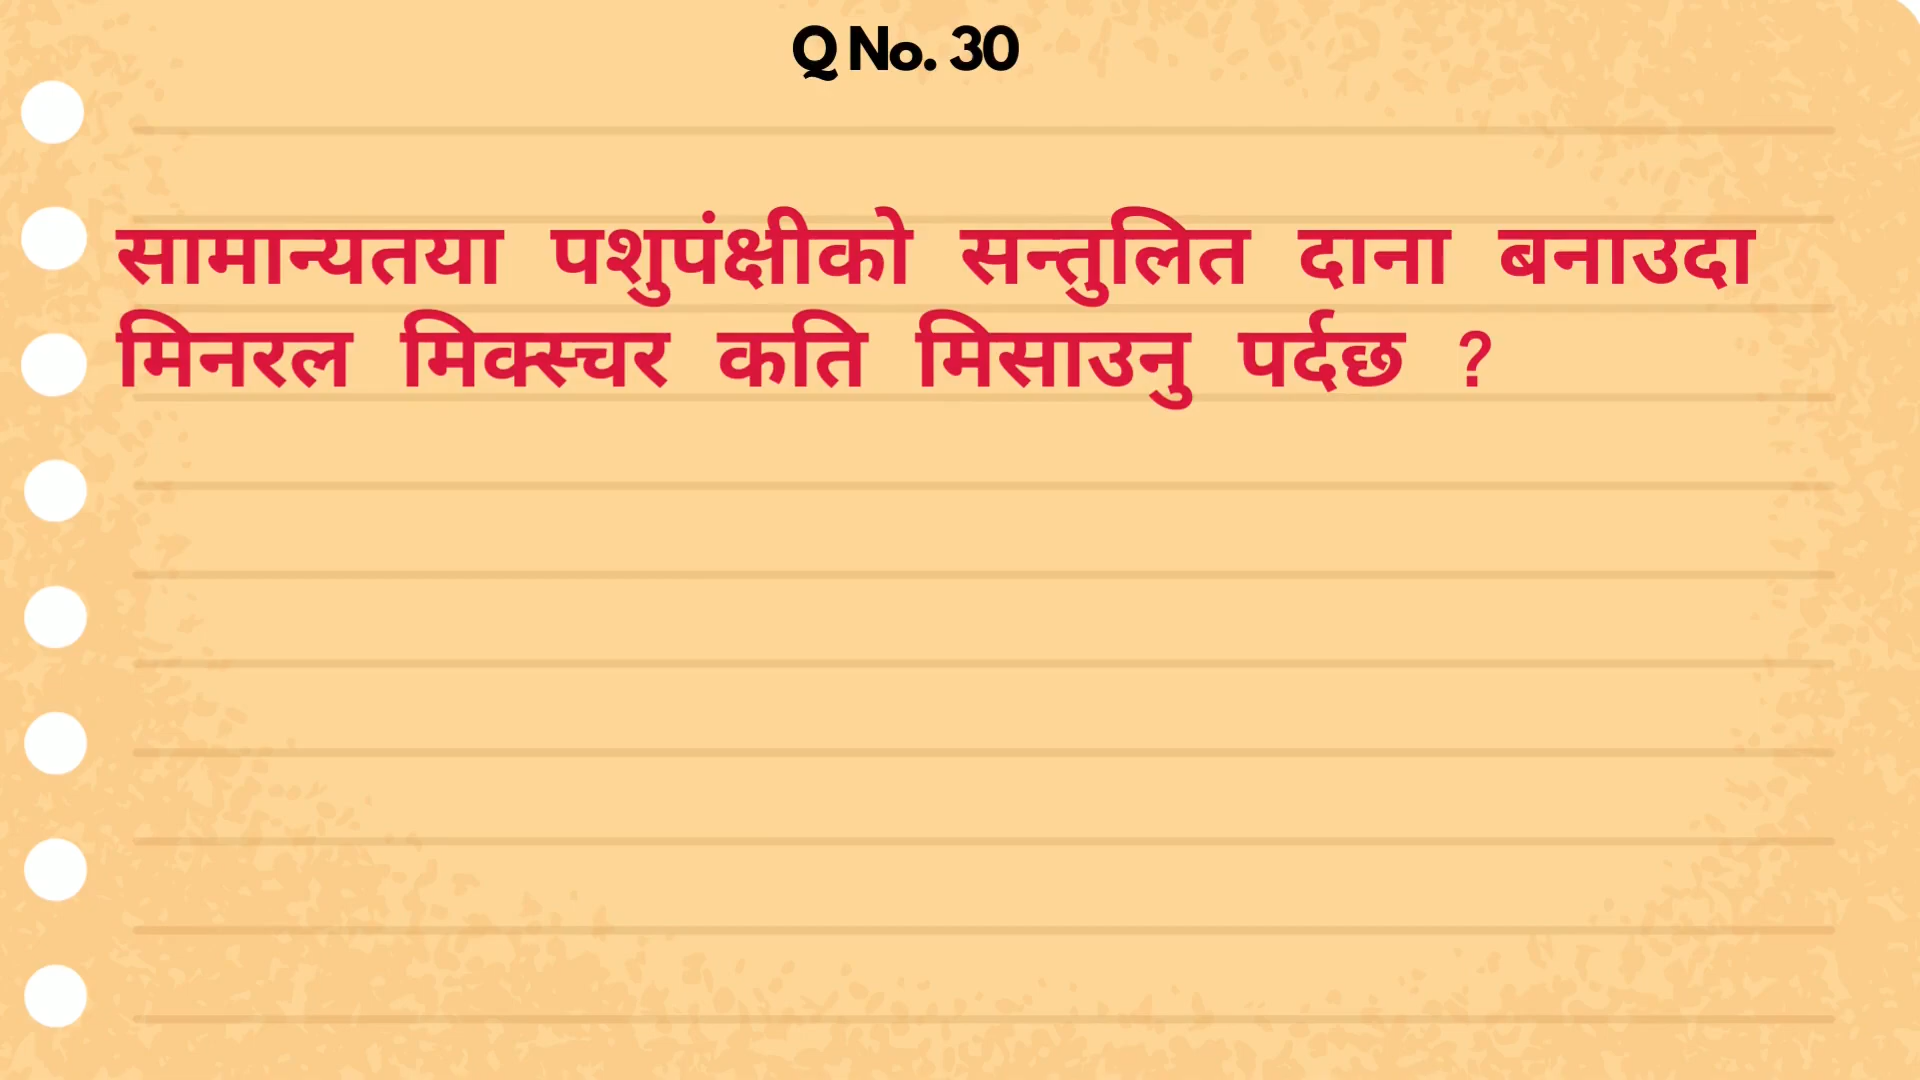 Q No. 30
सामान्यतया पशुपंक्षीको सन्तुलित दाना बनाउदा
मिनरल मिक्स्चर कति मिसाउनु पर्दछ ?